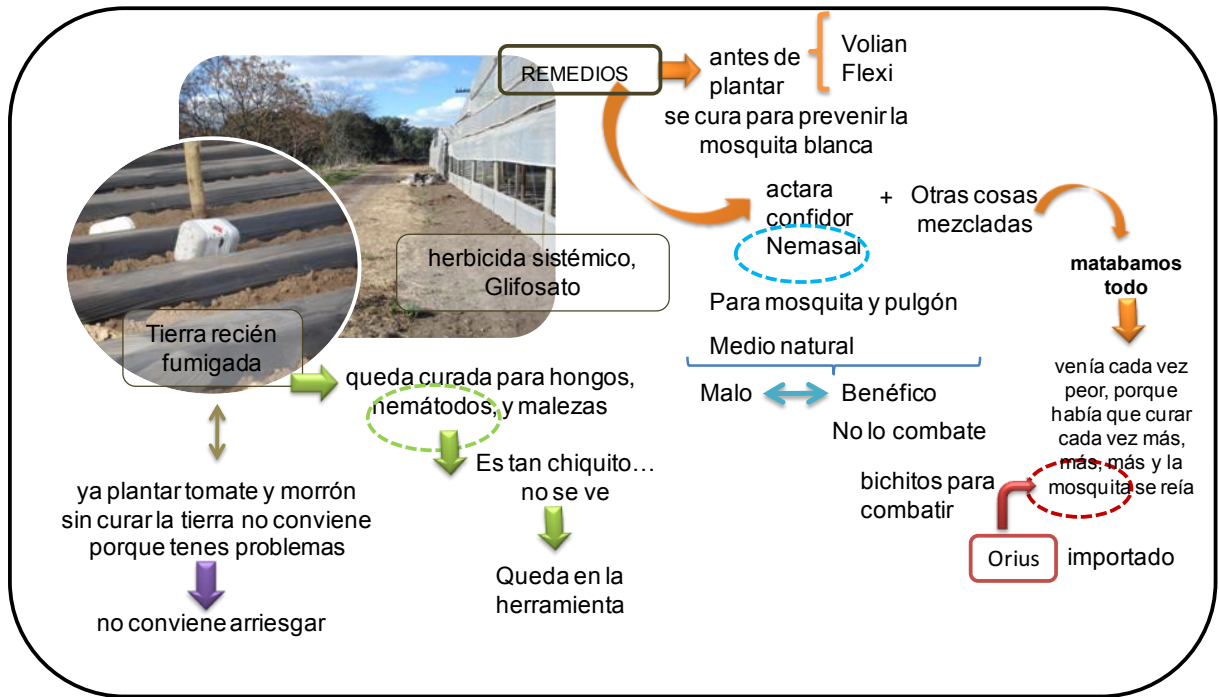 REMEDIOS
antes de
plantar
Volian
Flexi
se cura para prevenir la
mosquita blanca
actara
confidor
Nemasal
+
Otras cosas
mezcladas
Para mosquita y pulgón
matabamos
todo
venía cada vez
peor, porque
había que curar
cada vez más,
más, más y la
mosquita se reía
Medio natural
Malo
Benéfico
No lo combate
bichitos para
combatir
Orius
importado
herbicida sistémico,
Glifosato
Tierra recién
fumigada
queda curada para hongos,
nemátodos, y malezas
Es tan chiquito…
no se ve
Queda en la
herramienta
ya plantar tomate y morrón
sin curar la tierra no conviene
porque tenes problemas
no conviene arriesgar